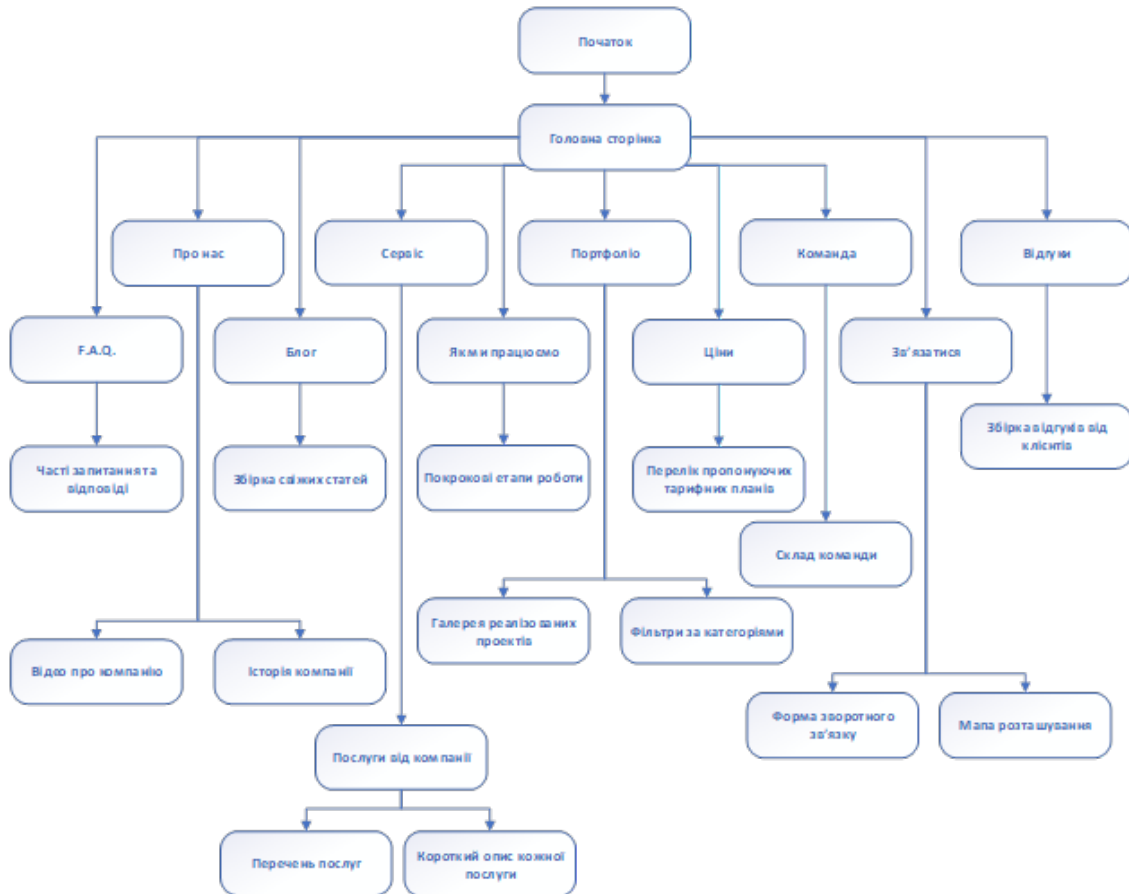 Початок
Головна сторінка
Про нас
Сервіс
Портфоліо
Команда
Відгуки
F.A.Q.
Блог
Як ми працюємо
Ціни
Зв'язатися
Збірка відгуків від
клієнтів
Часті запитання та
відповіді
Збірка свіжих статей
Покрокові етапи роботи
Перелік пропонуючих
тарифних планів
Склад команди
Галерея реалізованих
проектів
Фільтри за категоріями
Відео про компанію
Історія компанії
Форма зворотного
зв'язку
Мапа розташування
Послуги від компанії
Перечень послуг
Короткий опис кожної
послуги